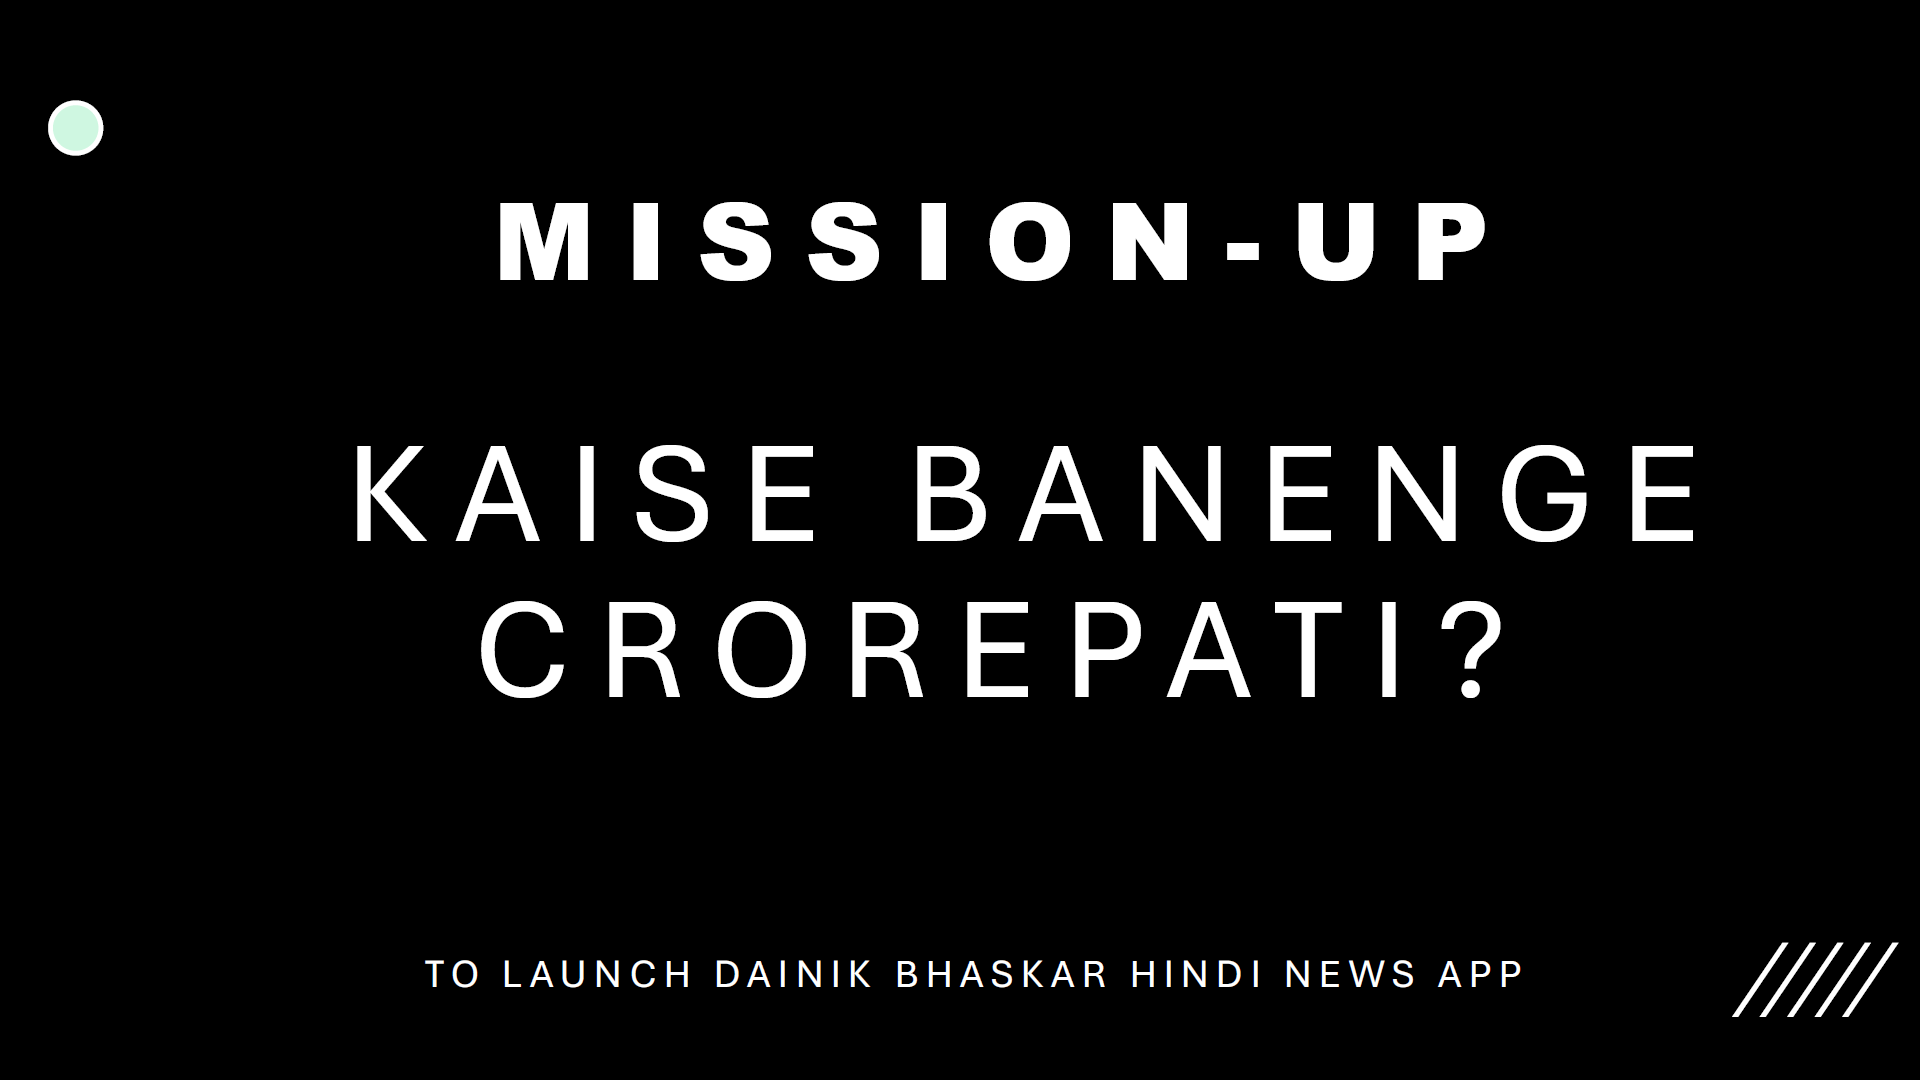 MISSION-UP
KAISE BANENGE
CROREPATI?
TO LAUNCH DAINIK BHASKAR HINDI NEWS APP